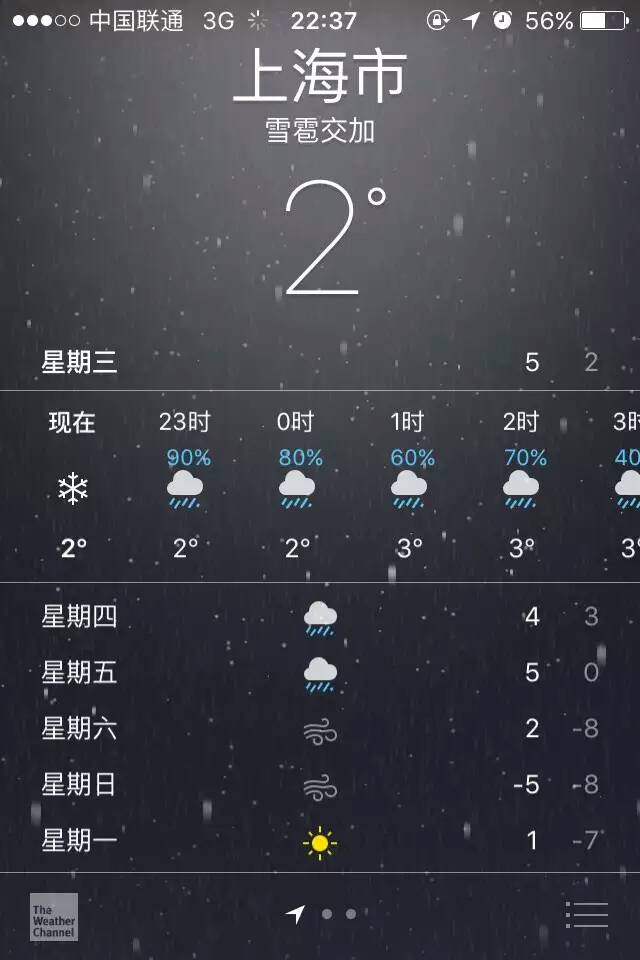 中国联通 3G 22:37 56%
上海市
雪雹交加
2°
星期三 5 2
现在 23时 0时 1时 2时 3时
90% 80% 60% 70% 40
2° 2° 2° 3° 3° 3°
星期四 4 3
星期五 5 0
星期六 2 -8
星期日 -5 -8
星期一 1 -7
The
Weather
Channel